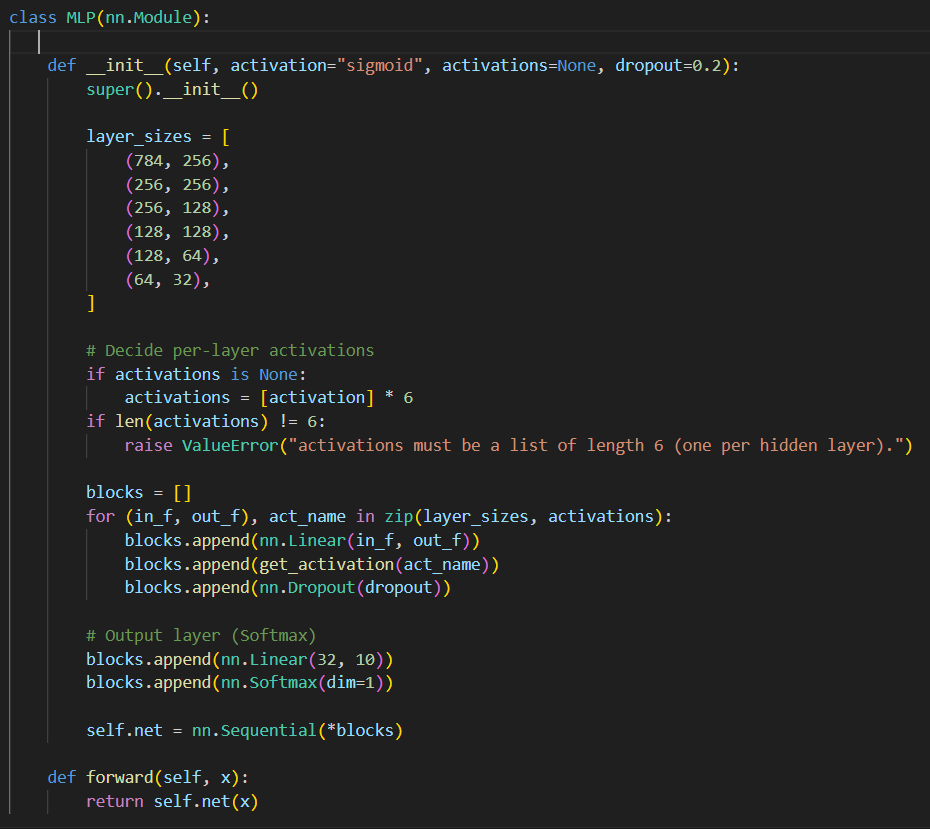 class MLP(nn.Module):
def __init__(self, activation="sigmoid", activations=None, dropout=0.2):
super().__init__()
layer_sizes = [
(784, 256),
(256, 256),
(256, 128),
(128, 128),
(128, 64),
(64, 32),
]
# Decide per-layer activations
if activations is None:
activations = [activation] * 6
if len(activations) != 6:
raise ValueError("activations must be a list of length 6 (one per hidden layer).")
blocks = []
for (in_f, out_f), act_name in zip(layer_sizes, activations):
blocks.append(nn.Linear(in_f, out_f))
blocks.append(get_activation(act_name))
blocks.append(nn.Dropout(dropout))
# Output layer (Softmax)
blocks.append(nn.Linear(32, 10))
blocks.append(nn.Softmax(dim=1))
self.net = nn.Sequential(*blocks)
def forward(self, x):
return self.net(x)